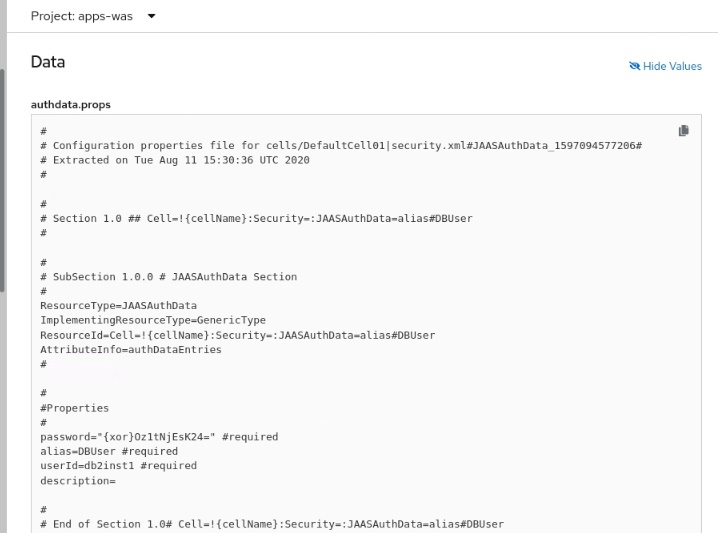 Project: apps-was
Data
Hide Values
authdata.props
#
# Configuration properties file for cells/DefaultCell01|security.xml#JAASAuthData_1597094577206#
# Extracted on Tue Aug 11 15:30:36 UTC 2020
#
#
# Section 1.0 ## Cell=!{cellName}:Security=:JAASAuthData=alias#DBUser
#
#
# SubSection 1.0.0 # JAASAuthData Section
#
ResourceType=JAASAuthData
ImplementingResourceType=GenericType
ResourceId=Cell=!{cellName}:Security=:JAASAuthData=alias#DBUser
AttributeInfo=authDataEntries
#
#
#Properties
#
password="{xor}Oz1tNjEsK24=" #required
alias=DBUser #required
userId=db2inst1 #required
description=
#
# End of Section 1.0# Cell=!{cellName}:Security=:JAASAuthData=alias#DBUser